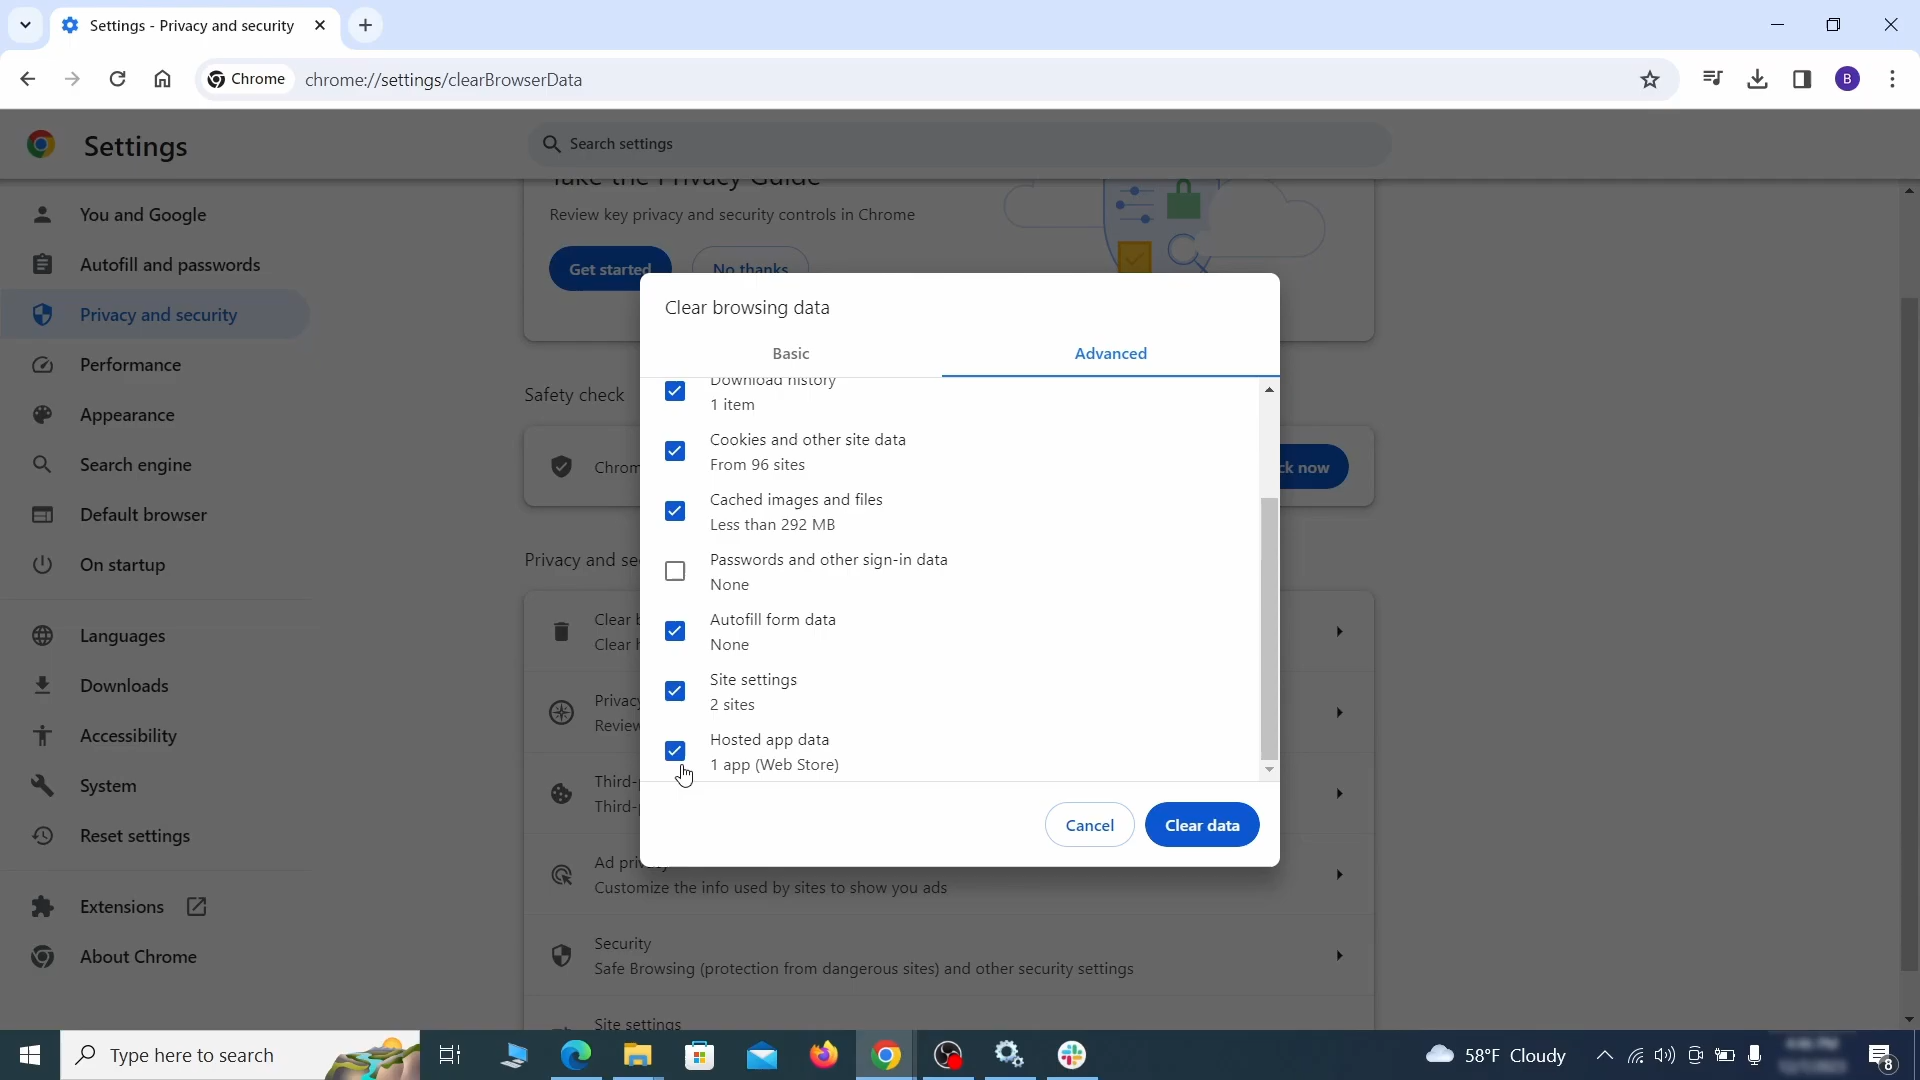 Settings - Privacy and security
Chrome
chrome://settings/clearBrowserData
B
Settings
Search settings
You and Google
Autofill and passwords
Privacy and security
Performance
Appearance
Search engine
Default browser
On startup
Languages
Downloads
Accessibility
System
Reset settings
Extensions
About Chrome
Take the Privacy Guide
Review key privacy and security controls in Chrome
Get started
No thanks
Safety check
Chrom
ck now
Privacy and se
Clear b
Clear h
Privacy
Review
Third-p
Third-p
Ad priva
Customize the info used by sites to show you ads
Security
Safe Browsing (protection from dangerous sites) and other security settings
Site settings
Clear browsing data
Basic
Advanced
Download history
1 item
Cookies and other site data
From 96 sites
Cached images and files
Less than 292 MB
Passwords and other sign-in data
None
Autofill form data
None
Site settings
2 sites
Hosted app data
1 app (Web Store)
Cancel
Clear data
Type here to search
58°F Cloudy
8